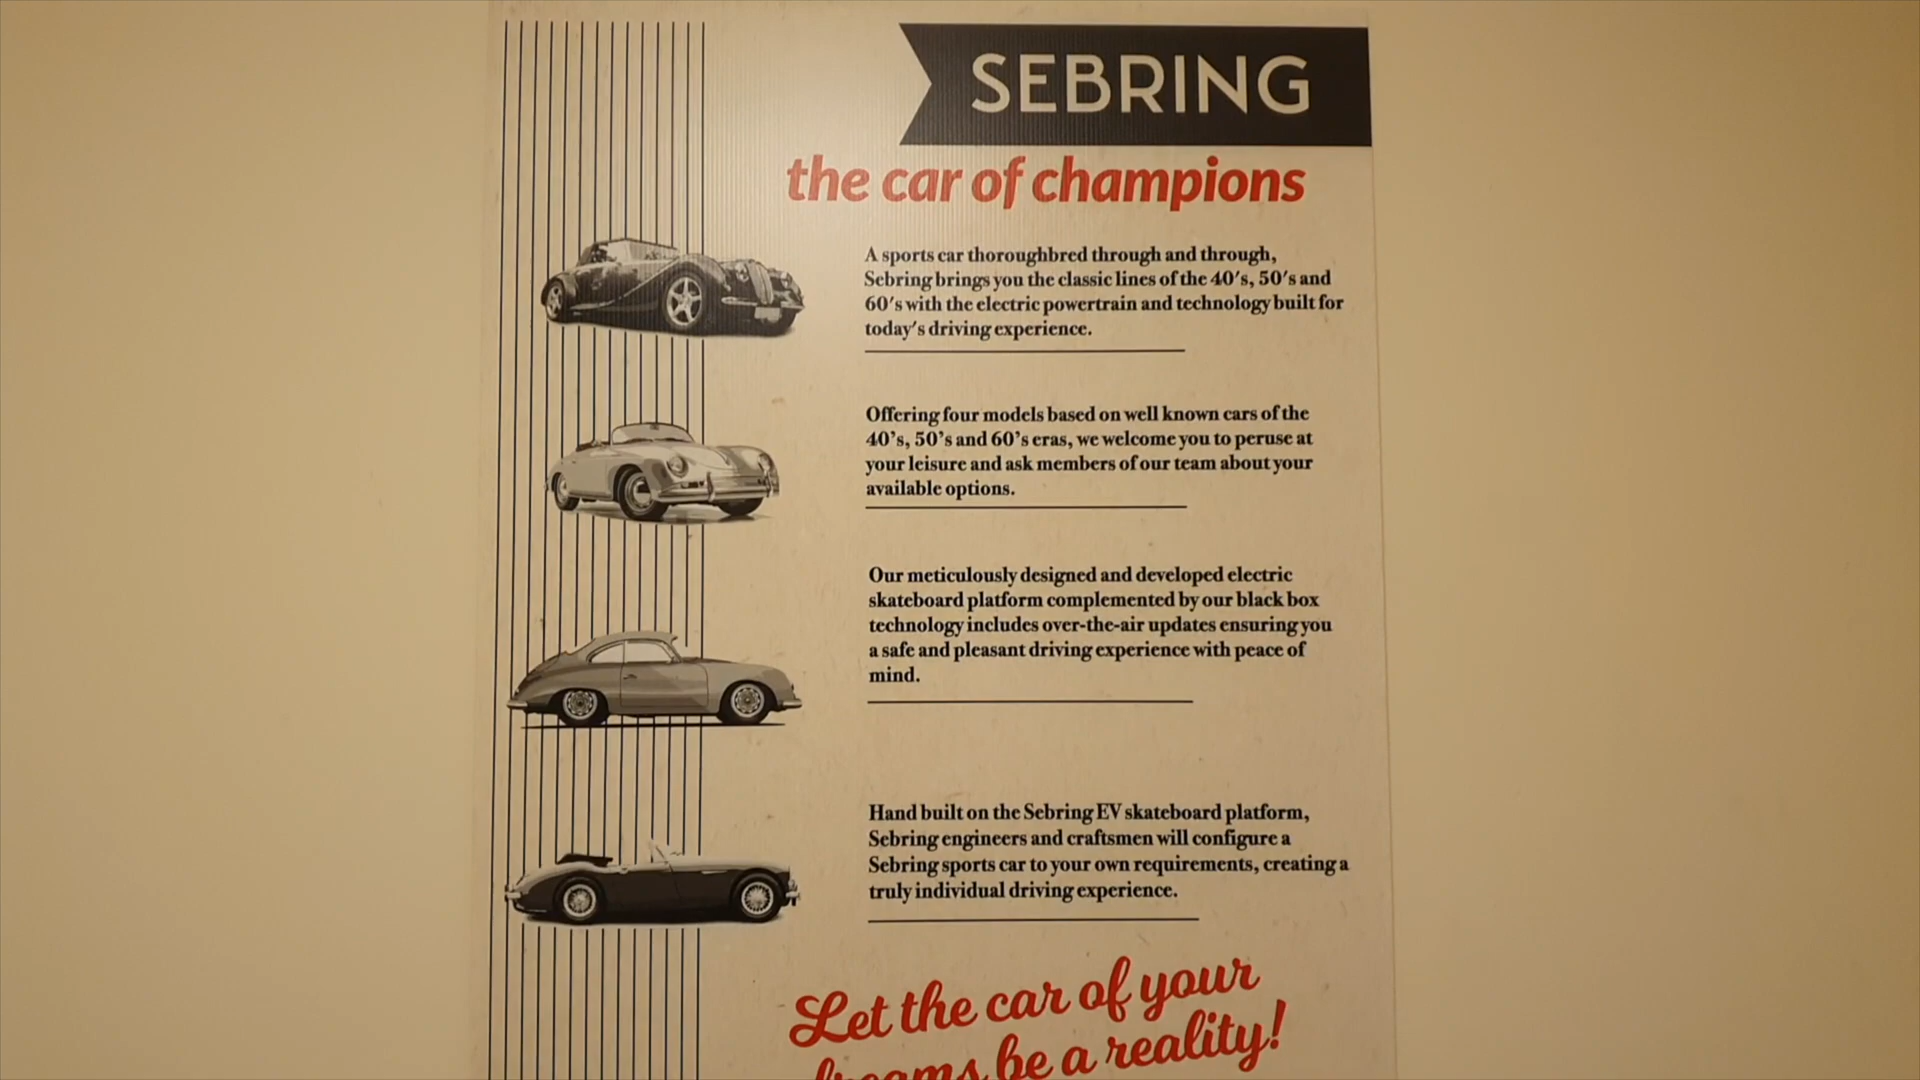 SEBRING
the car of champions
A sports car thoroughbred through and through,
Sebring brings you the classic lines of the 40's, 50's and
60's with the electric powertrain and technology built for
today's driving experience.
Offering four models based on well known cars of the
40's, 50's and 60's eras, we welcome you to peruse at
your leisure and ask members of our team about your
available options.
Our meticulously designed and developed electric
skateboard platform complemented by our black box
technology includes over-the-air updates ensuring you
a safe and pleasant driving experience with peace of
mind.
Hand built on the Sebring EV skateboard platform,
Sebring engineers and craftsmen will configure a
Sebring sports car to your own requirements, creating a
truly individual driving experience.
Let the car of your
dreams be a reality!